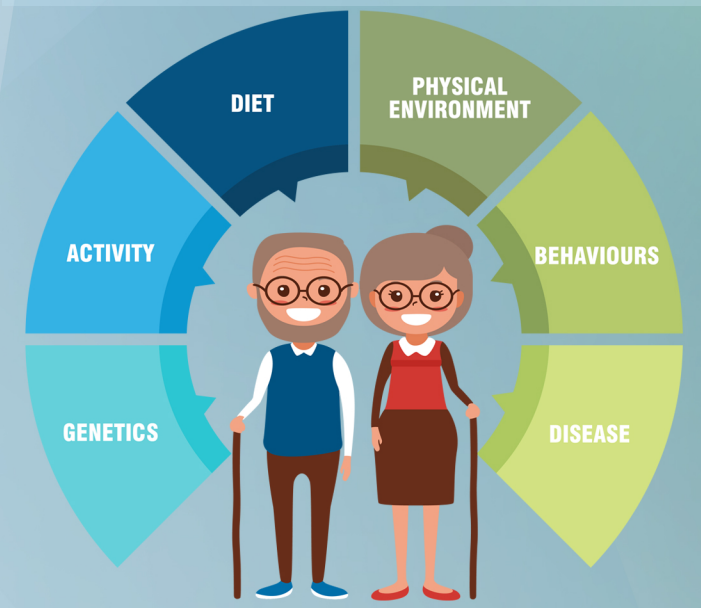 DIET
PHYSICAL
ENVIRONMENT
ACTIVITY
BEHAVIOURS
GENETICS
DISEASE